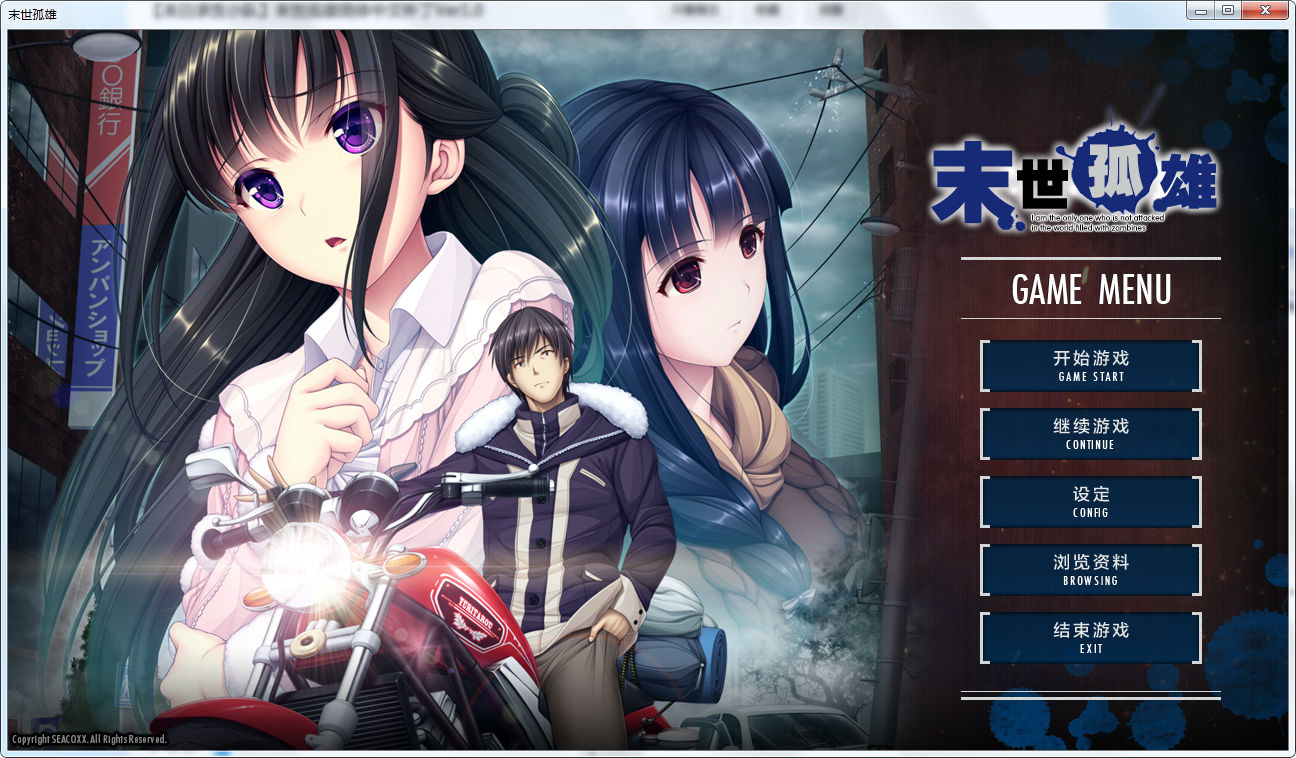 末世孤雄
〇銀行
アンパンショップ
末世孤雄
I am the only one who is not attacked
in the world filled with zombines
GAME MENU
开始游戏
GAME START
继续游戏
CONTINUE
设定
CONFIG
浏览资料
BROWSING
结束游戏
EXIT
YURITAROU
Copyright SEACOXX. All Rights Reserved.